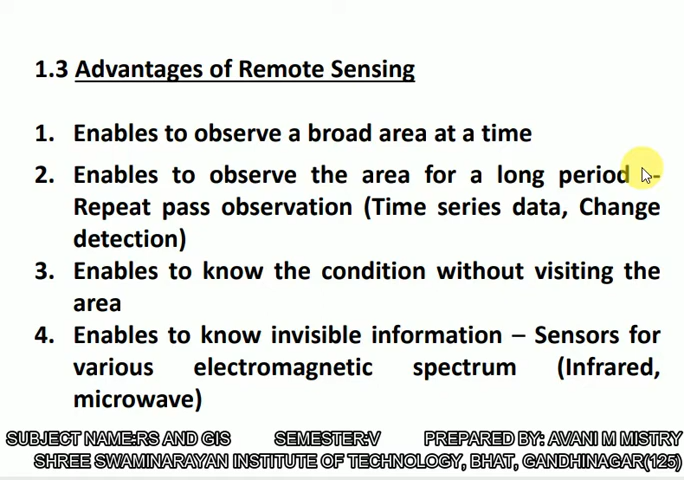 1.3 Advantages of Remote Sensing
1. Enables to observe a broad area at a time
2. Enables to observe the area for a long period -
Repeat pass observation (Time series data, Change
detection)
3. Enables to know the condition without visiting the
area
4. Enables to know invisible information – Sensors for
various electromagnetic spectrum (Infrared,
microwave)
SUBJECT NAME:RS AND GIS SEMESTER:V PREPARED BY: AVANI M MISTRY
SHREE SWAMINARAYAN INSTITUTE OF TECHNOLOGY, BHAT, GANDHINAGAR(125)